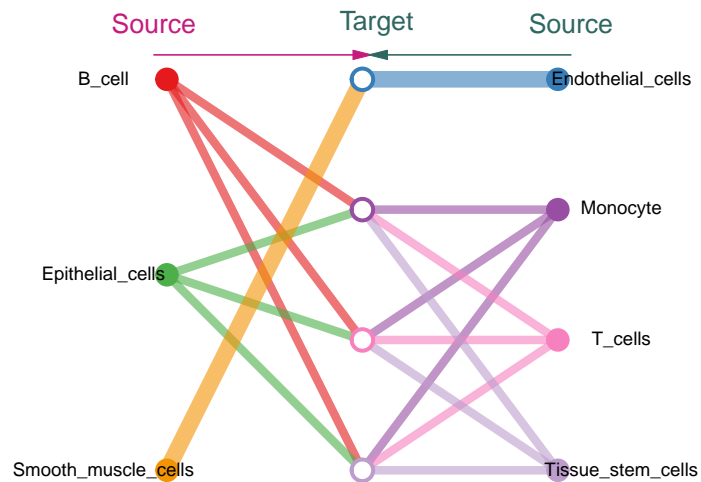 Source
Target
Source
B_cell
Endothelial_cells
Monocyte
Epithelial_cells
T_cells
Smooth_muscle_cells
Tissue_stem_cells